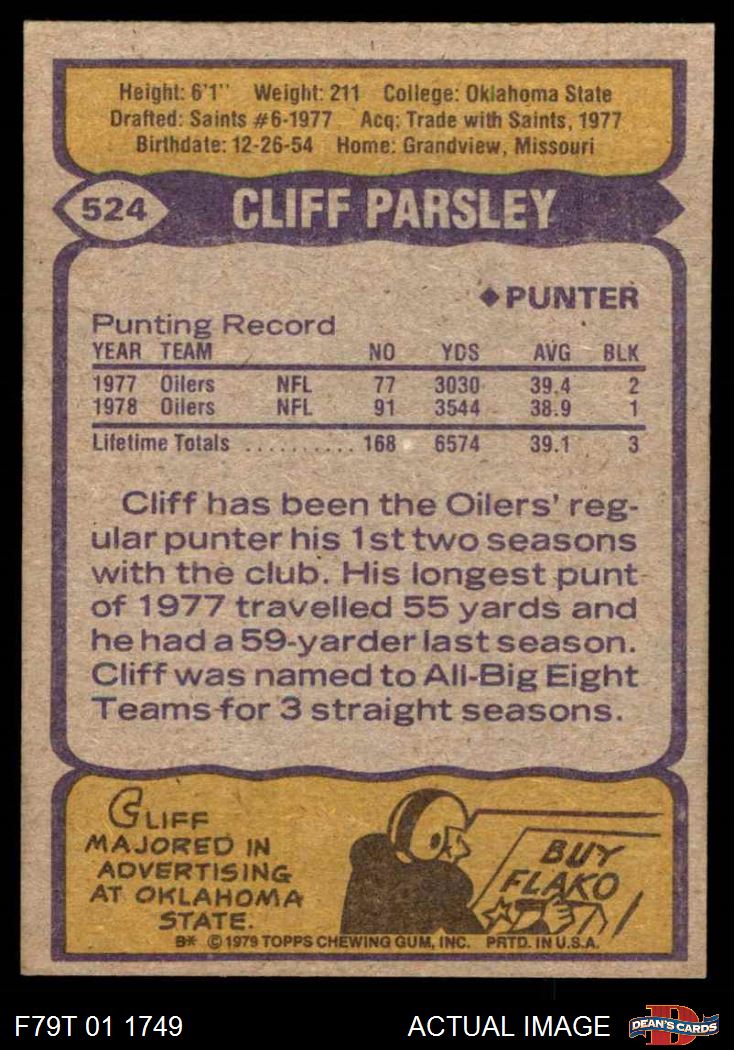 Height: 6'1" Weight: 211 College: Oklahoma State
Drafted: Saints #6-1977 Acq: Trade with Saints, 1977
Birthdate: 12-26-54 Home: Grandview, Missouri
524 CLIFF PARSLEY
◆PUNTER
Punting Record
YEAR TEAM NO YDS AVG BLK
1977 Oilers NFL 77 3030 39.4 2
1978 Oilers NFL 91 3544 38.9 1
Lifetime Totals .......... 168 6574 39.1 3
Cliff has been the Oilers' reg-
ular punter his 1st two seasons
with the club. His longest punt
of 1977 travelled 55 yards and
he had a 59-yarder last season.
Cliff was named to All-Big Eight
Teams for 3 straight seasons.
CLIFF
MAJORED IN
ADVERTISING
AT OKLAHOMA
STATE.
BUY
FLAKO
B* © 1979 TOPPS CHEWING GUM, INC. PRTD. IN U.S.A.
F79T 01 1749 ACTUAL IMAGE D DEAN'S CARDS